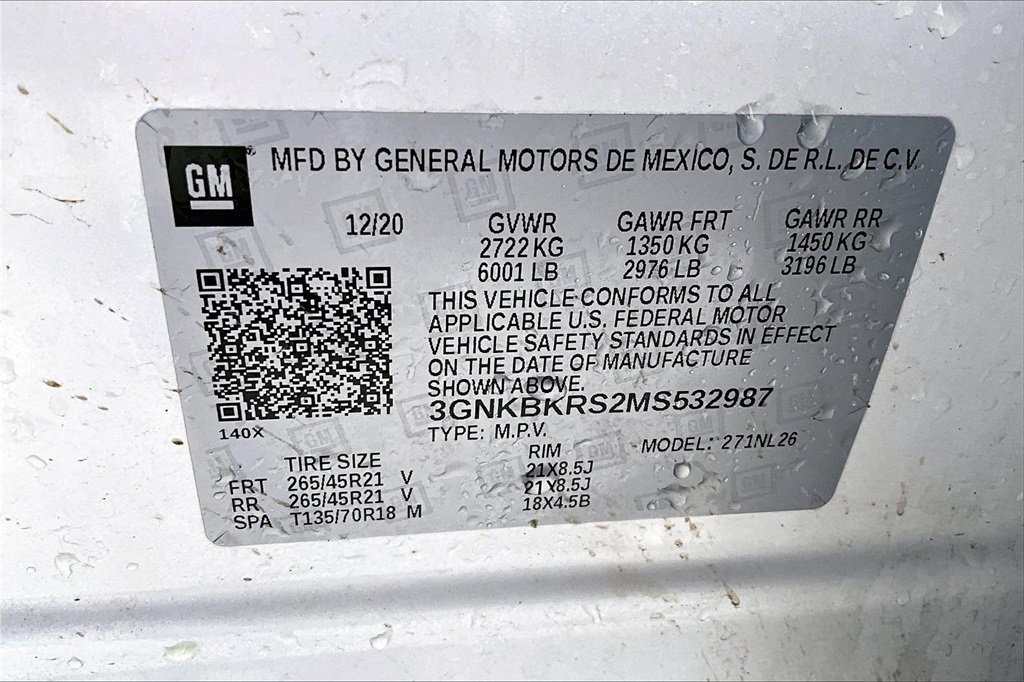 GM MFD BY GENERAL MOTORS DE MEXICO, S. DE R.L. DE C.V.
12/20 GVWR GAWR FRT GAWR RR
2722 KG 1350 KG 1450 KG
6001 LB 2976 LB 3196 LB
THIS VEHICLE CONFORMS TO ALL
APPLICABLE U.S. FEDERAL MOTOR
VEHICLE SAFETY STANDARDS IN EFFECT
ON THE DATE OF MANUFACTURE
SHOWN ABOVE.
3GNKBKRS2MS532987
140X
TYPE: M.P.V. MODEL: 271NL26
TIRE SIZE RIM
FRT 265/45R21 V 21X8.5J
RR 265/45R21 V 21X8.5J
SPA T135/70R18 M 18X4.5B